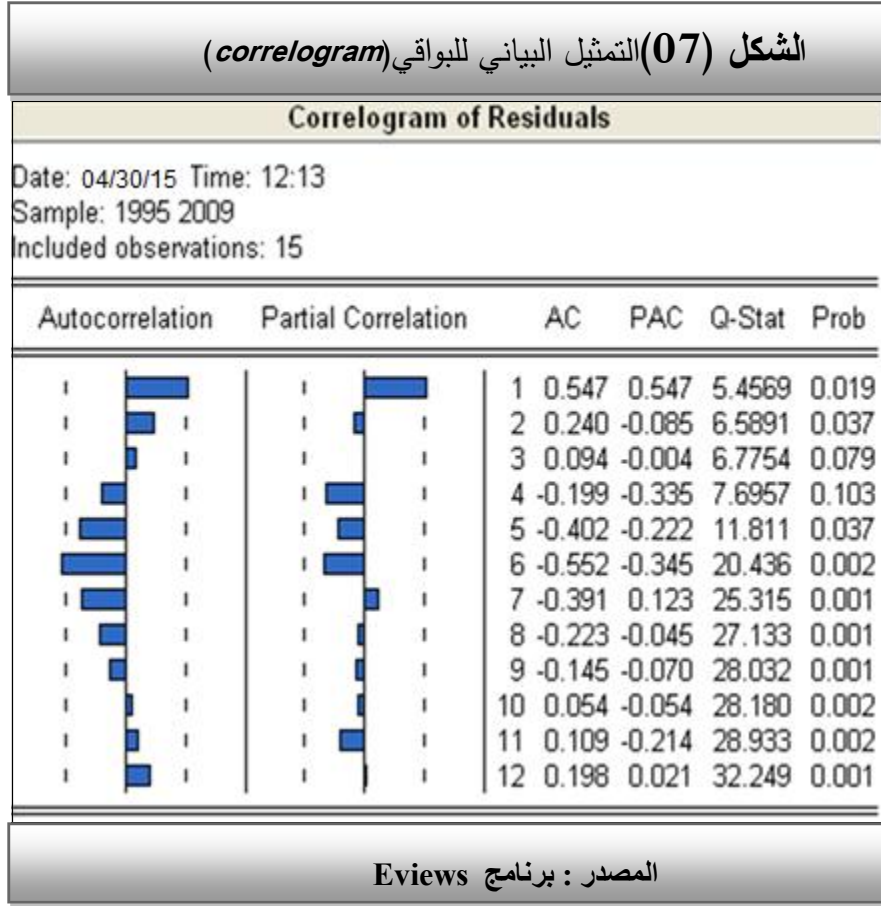 الشكل (07)التمثيل البياني للبواقي(correlogram)
Correlogram of Residuals
Date: 04/30/15 Time: 12:13
Sample: 1995 2009
Included observations: 15
Autocorrelation Partial Correlation AC PAC Q-Stat Prob
1 0.547 0.547 5.4569 0.019
2 0.240 -0.085 6.5891 0.037
3 0.094 -0.004 6.7754 0.079
4 -0.199 -0.335 7.6957 0.103
5 -0.402 -0.222 11.811 0.037
6 -0.552 -0.345 20.436 0.002
7 -0.391 0.123 25.315 0.001
8 -0.223 -0.045 27.133 0.001
9 -0.145 -0.070 28.032 0.001
10 0.054 -0.054 28.180 0.002
11 0.109 -0.214 28.933 0.002
12 0.198 0.021 32.249 0.001
المصدر : برنامج Eviews